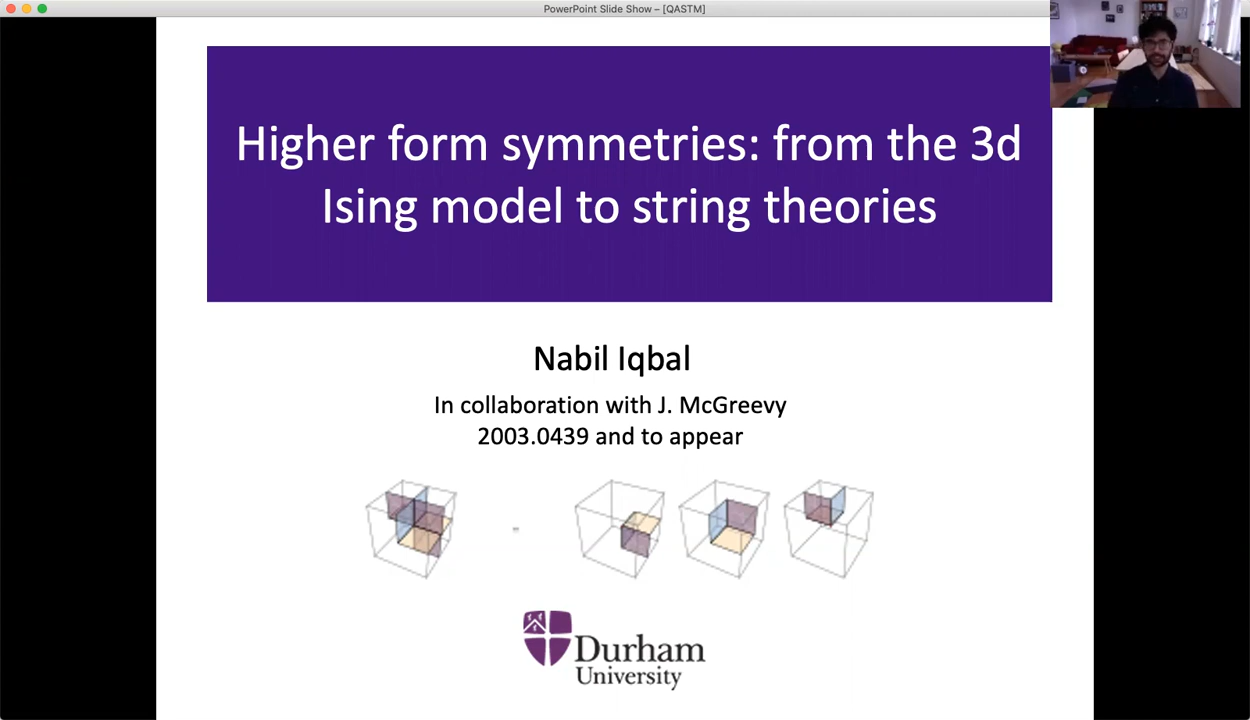 PowerPoint Slide Show – [QASTM]
Higher form symmetries: from the 3d
Ising model to string theories
Nabil Iqbal
In collaboration with J. McGreevy
2003.0439 and to appear
Durham
University